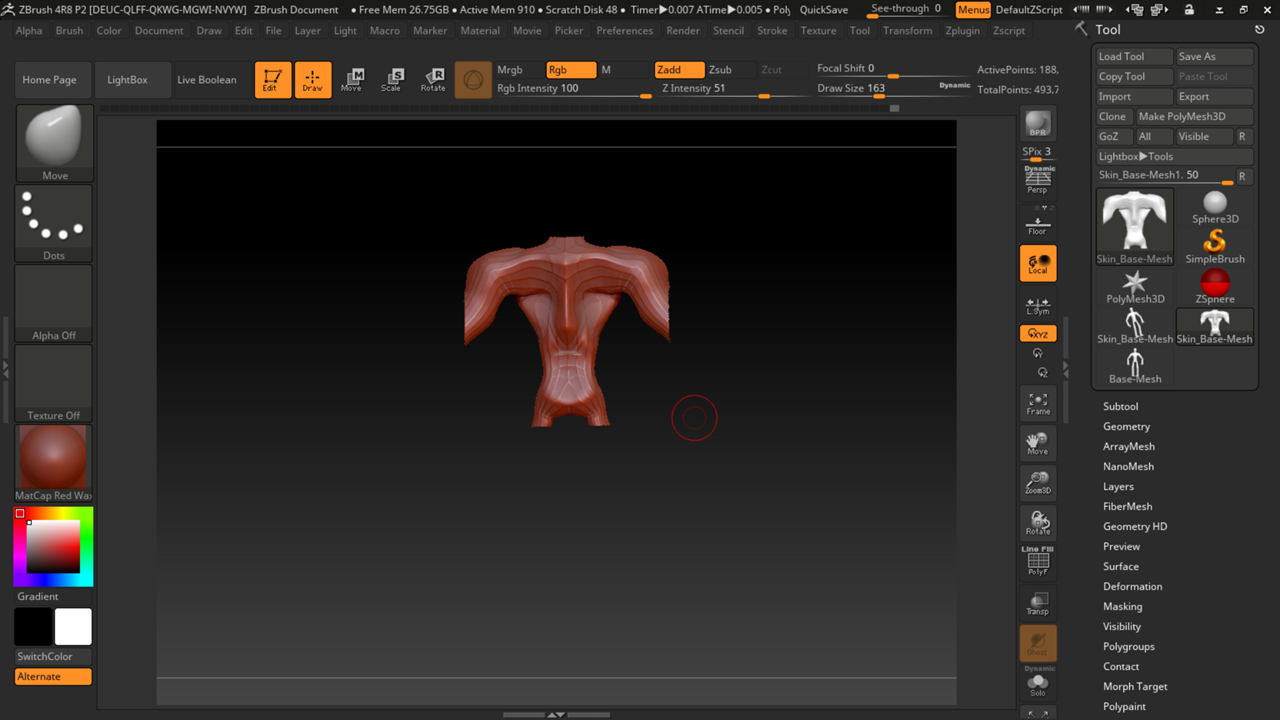 ZBrush 4R8 P2 [DEUC-QLFF-QKWG-MGWI-NVYW] ZBrush Document • Free Mem 26.75GB • Active Mem 910 • Scratch Disk 48 • Timer▶0.007 ATime▶0.005 • Pol QuickSave See-through 0 Menus DefaultZScript
Alpha Brush Color Document Draw Edit File Layer Light Macro Marker Material Movie Picker Preferences Render Stencil Stroke Texture Tool Transform Zplugin Zscript
Home Page LightBox Live Boolean Edit Draw Move Scale Rotate
M S R
Mrgb Rgb M Zadd Zsub Zcut Focal Shift 0 ActivePoints: 188,
Rgb Intensity 100 Z Intensity 51 Draw Size 163 Dynamic TotalPoints: 493,7
Move
Dots
Alpha Off
Texture Off
MatCap Red Wax
Gradient
SwitchColor
Alternate
BPR
SPix 3
Dynamic
Persp
Floor
Local
L.Sym
XYZ
Y
Z
Frame
Move
Zoom3D
Rotate
Line Fill
PolyF
Transp
Ghost
Dynamic
Solo
Tool
Load Tool Save As
Copy Tool Paste Tool
Import Export
Clone Make PolyMesh3D
GoZ All Visible R
Lightbox▶Tools
Skin_Base-Mesh1. 50 R
Skin_Base-Mesh Sphere3D
SimpleBrush
PolyMesh3D ZSphere
Skin_Base-Mesh Skin_Base-Mesh
Base-Mesh
Subtool
Geometry
ArrayMesh
NanoMesh
Layers
FiberMesh
Geometry HD
Preview
Surface
Deformation
Masking
Visibility
Polygroups
Contact
Morph Target
Polypaint